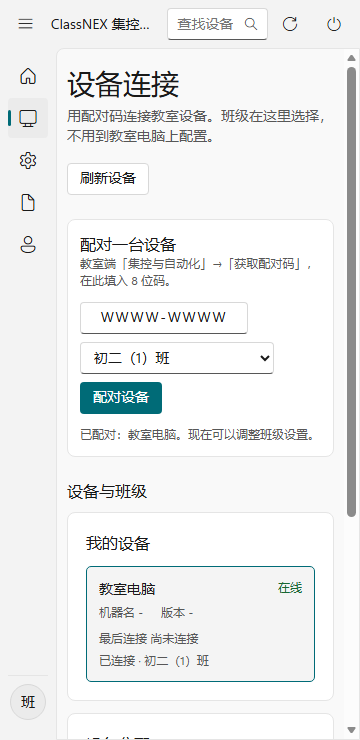 ClassNEX 集控...
查找设备
设备连接
用配对码连接教室设备。班级在这里选择，
不用到教室电脑上配置。
刷新设备
配对一台设备
教室端「集控与自动化」→「获取配对码」，
在此填入 8 位码。
WWWW-WWWW
初二（1）班
配对设备
已配对：教室电脑。现在可以调整班级设置。
设备与班级
我的设备
教室电脑
在线
机器名 - 版本 -
最后连接 尚未连接
已连接 · 初二（1）班
班